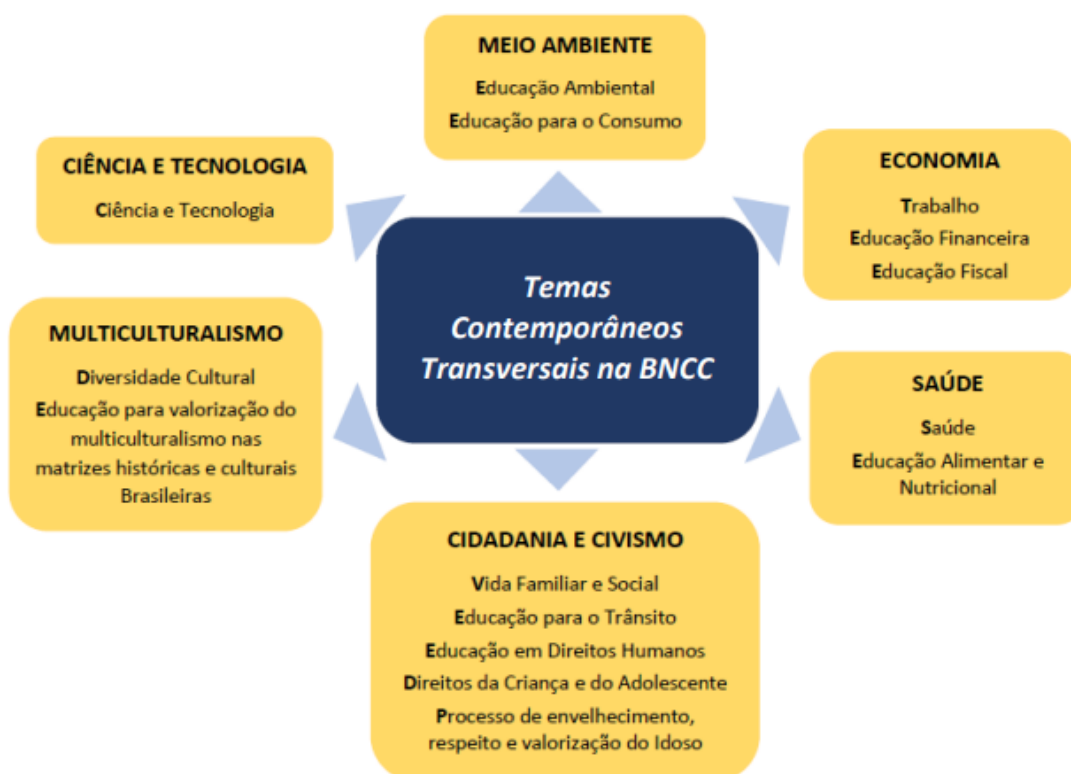 MEIO AMBIENTE
Educação Ambiental
Educação para o Consumo
CIÊNCIA E TECNOLOGIA
Ciência e Tecnologia
ECONOMIA
Trabalho
Educação Financeira
Educação Fiscal
Temas
Contemporâneos
Transversais na BNCC
MULTICULTURALISMO
Diversidade Cultural
Educação para valorização do
multiculturalismo nas
matrizes históricas e culturais
Brasileiras
SAÚDE
Saúde
Educação Alimentar e
Nutricional
CIDADANIA E CIVISMO
Vida Familiar e Social
Educação para o Trânsito
Educação em Direitos Humanos
Direitos da Criança e do Adolescente
Processo de envelhecimento,
respeito e valorização do Idoso